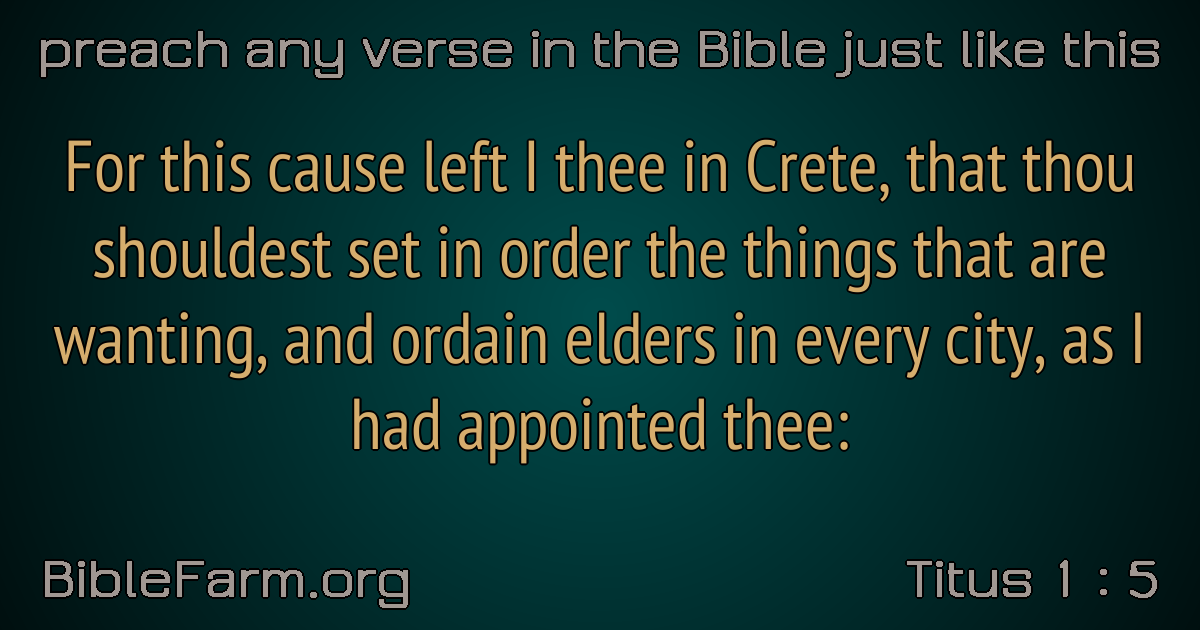 preach any verse in the Bible just like this
For this cause left I thee in Crete, that thou
shouldest set in order the things that are
wanting, and ordain elders in every city, as I
had appointed thee:
BibleFarm.org
Titus 1 : 5